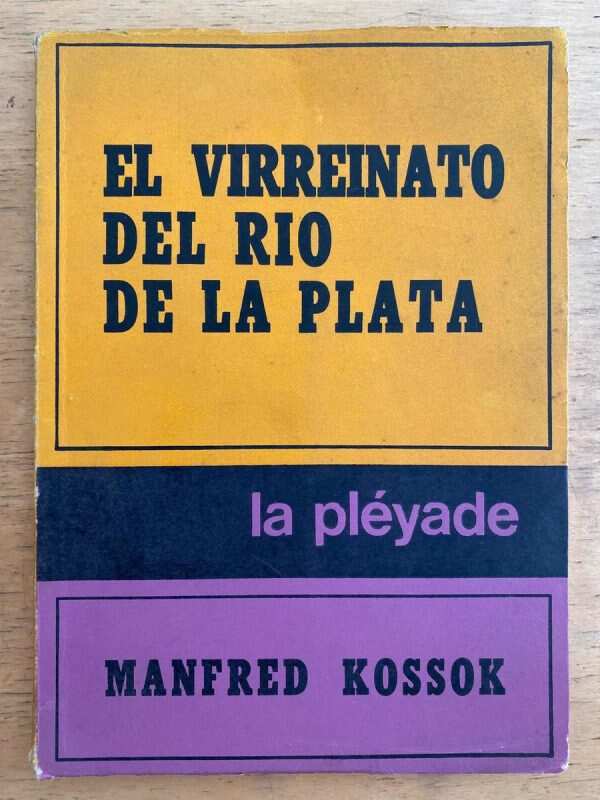 EL VIRREINATO
DEL RIO
DE LA PLATA
la pléyade
MANFRED KOSSOK